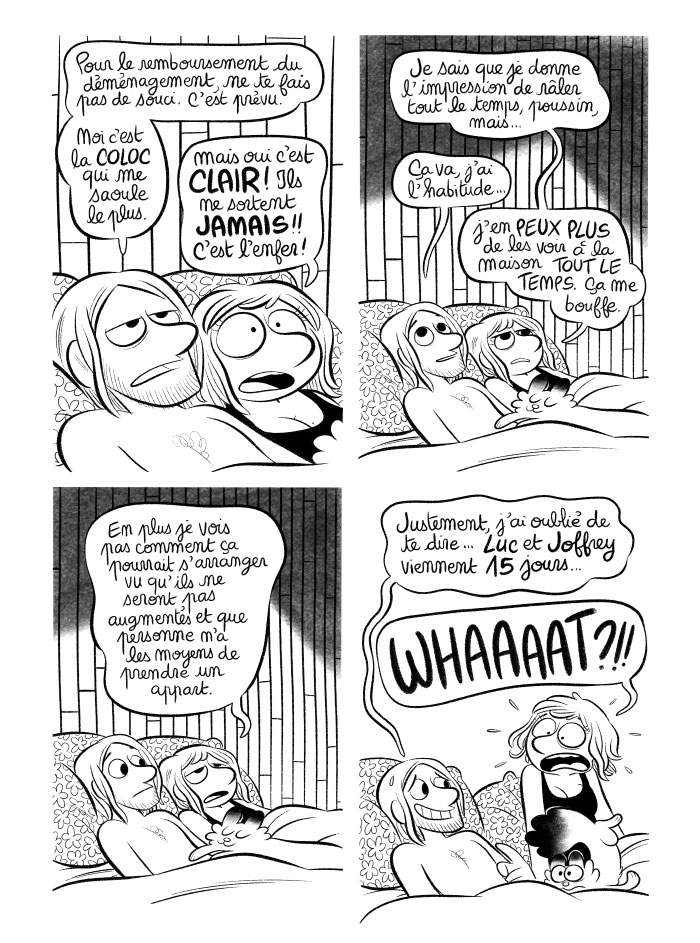 Pour le remboursement du
déménagement, ne te fais
pas de souci. C'est prévu.
Moi c'est
la COLOC
qui me
saoule
le plus.
mais oui c'est
CLAIR! Ils
ne sortent
JAMAIS!!
C'est l'enfer!
Je sais que je donne
l'impression de râler
tout le temps, poussin,
mais...
Ça va, j'ai
l'habitude...
j'en PEUX PLUS
de les voir à la
maison TOUT LE
TEMPS. Ça me
bouffe.
En plus je vois
pas comment ça
pourrait s'arranger
vu qu'ils ne
seront pas
augmentés et que
personne n'a
les moyens de
prendre un
appart.
Justement, j'ai oublié de
te dire... Luc et Joffrey
viennent 15 jours...
WHAAAAAT?!!